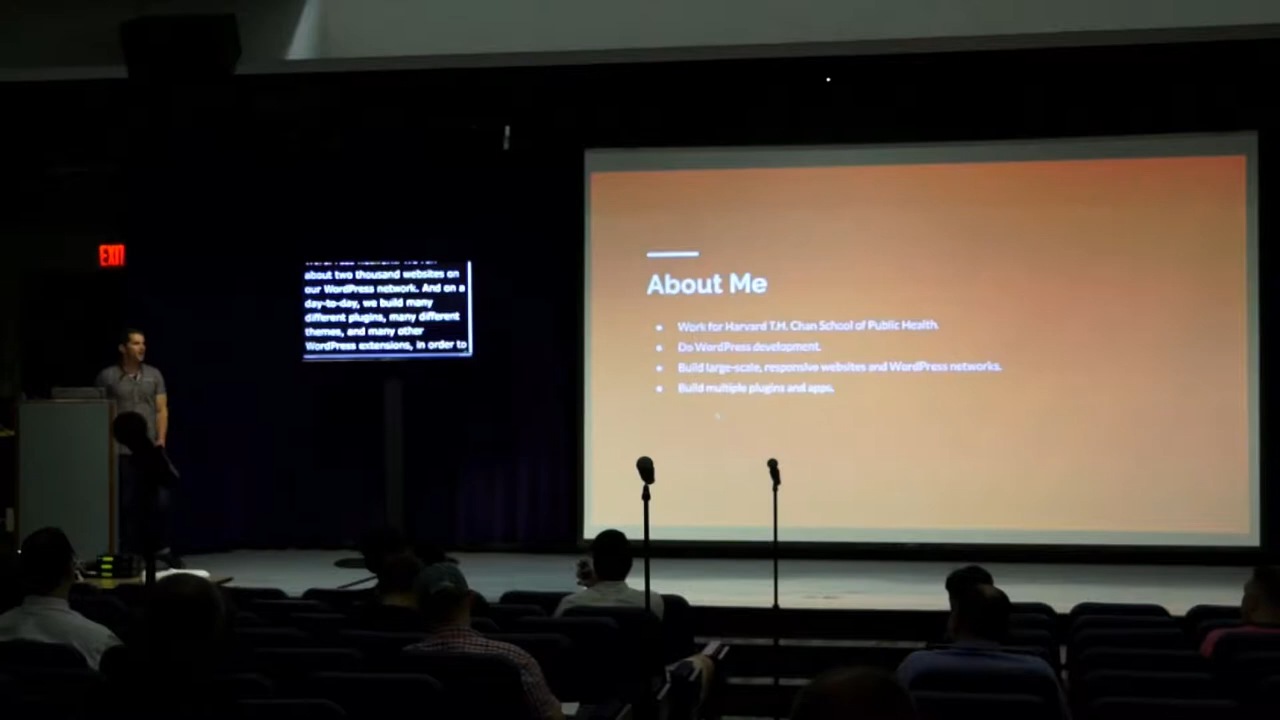 EXIT
about two thousand websites on
our WordPress network. And on a
day-to-day, we build many
different plugins, many different
themes, and many other
WordPress extensions, in order to
About Me
Work for Harvard T.H. Chan School of Public Health.
Do WordPress development.
Build large-scale, responsive websites and WordPress networks.
Build multiple plugins and apps.